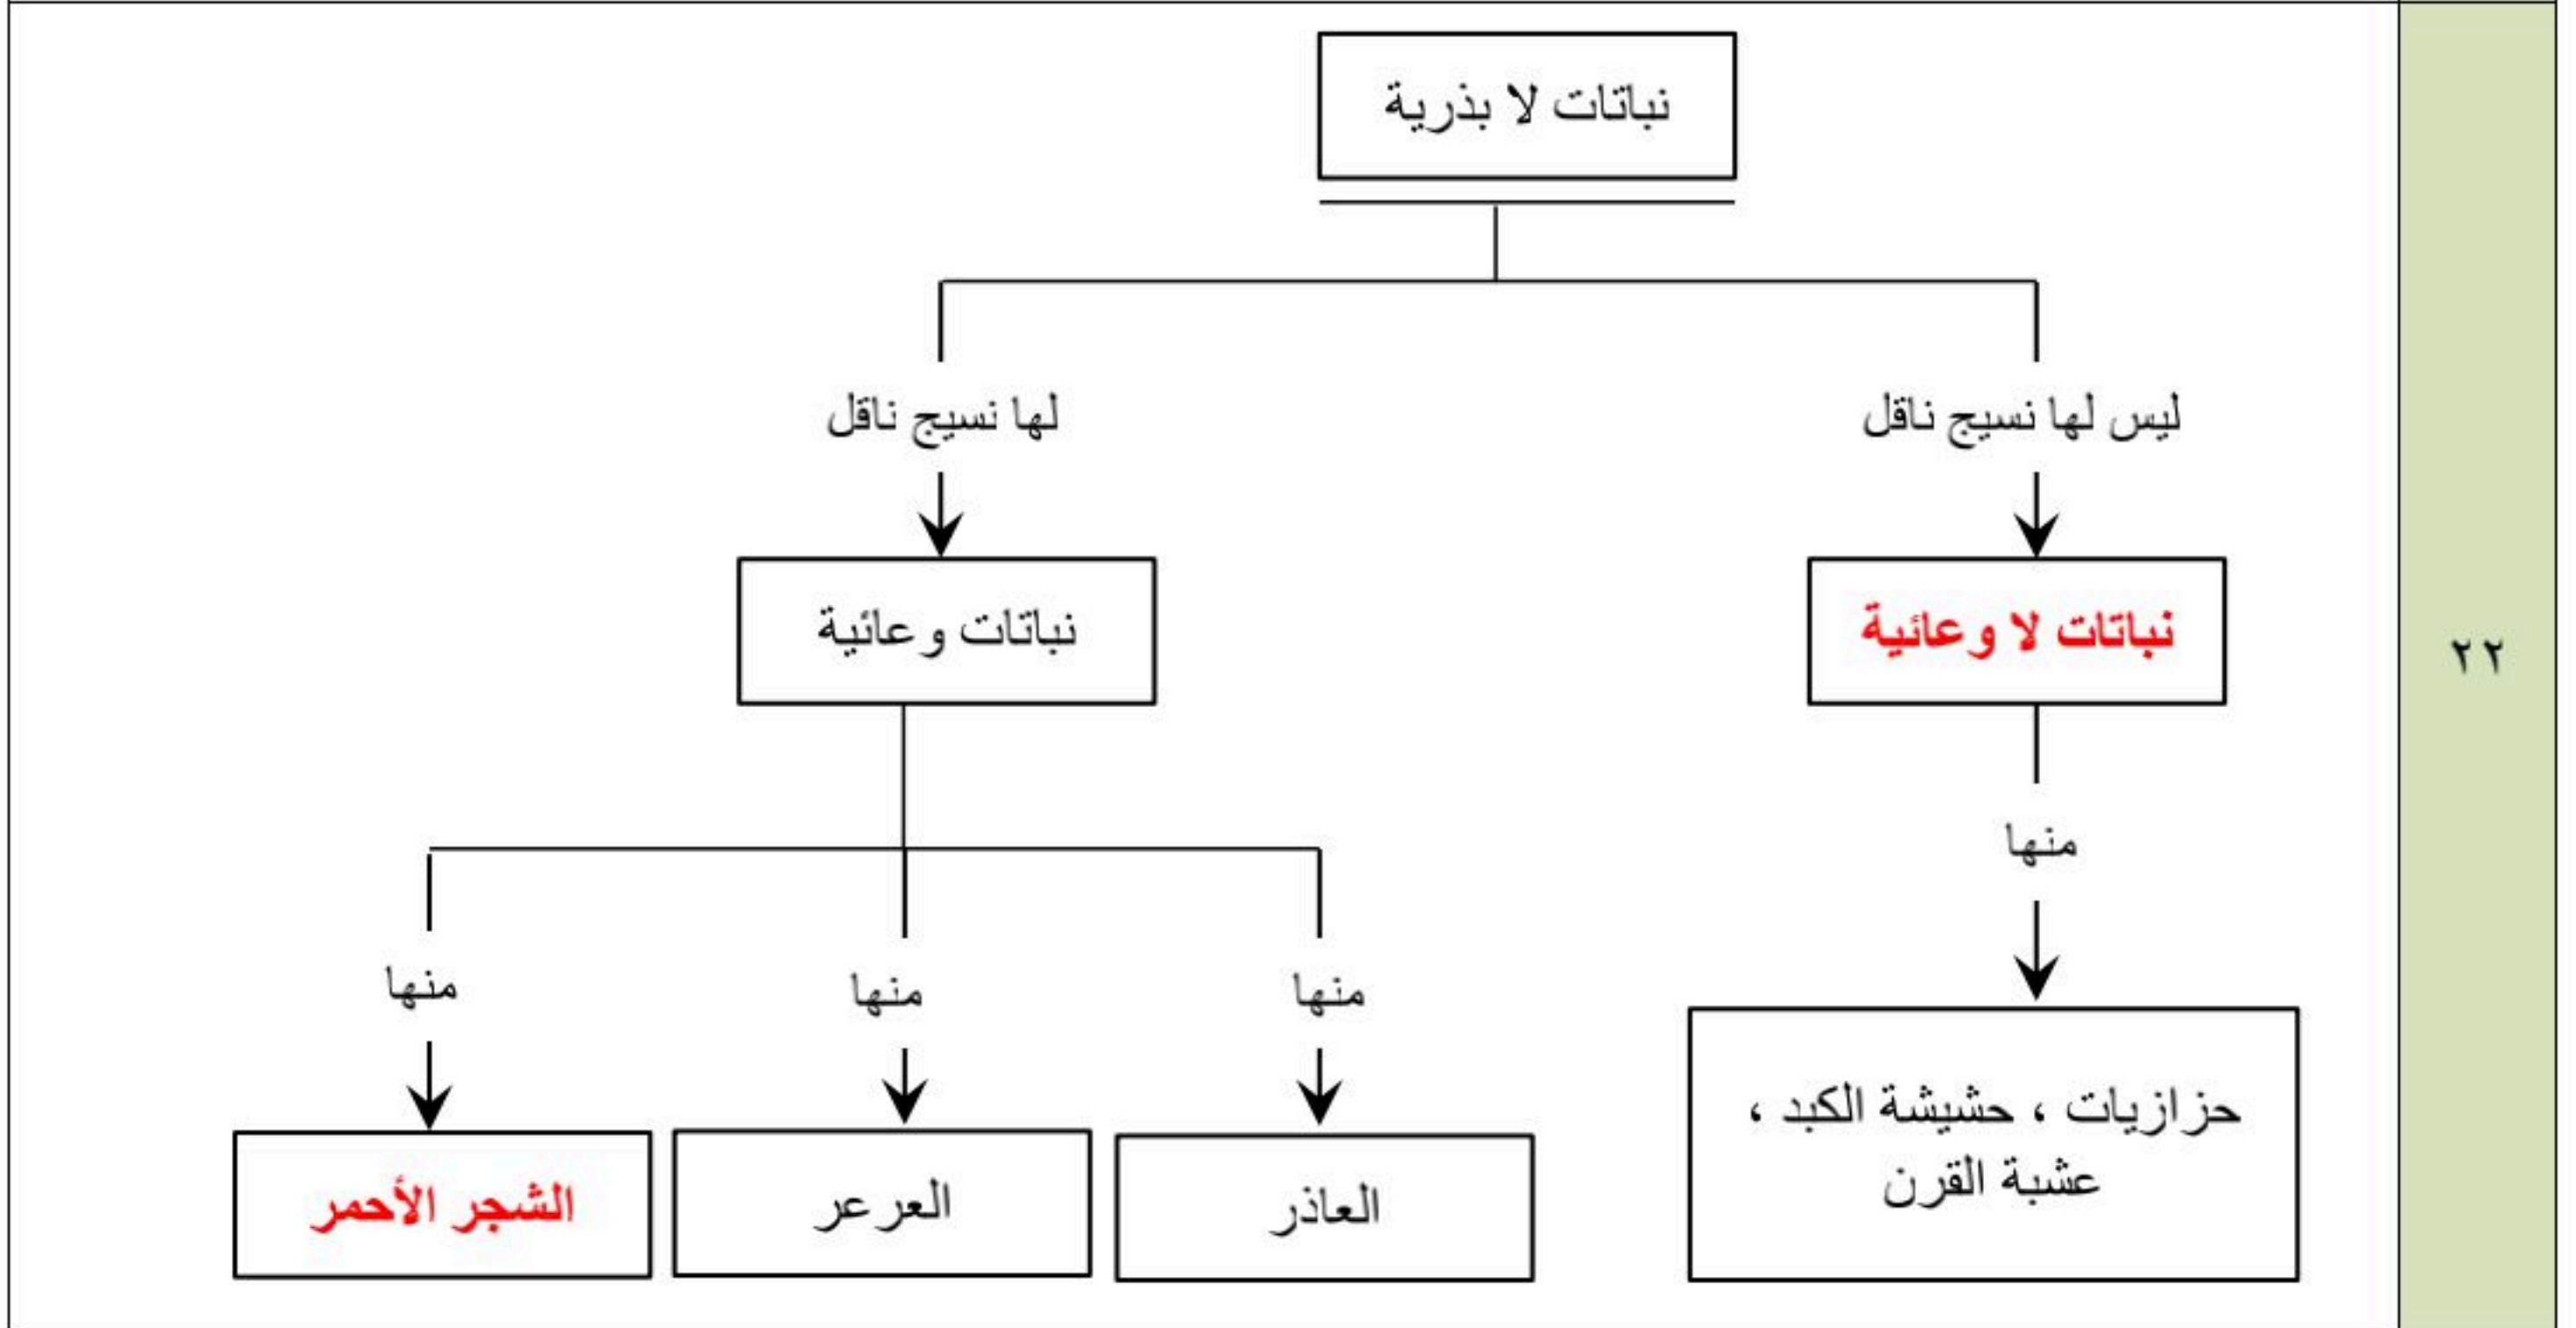 نباتات لا بذرية
ليس لها نسيج ناقل
لها نسيج ناقل
نباتات لا وعائية
نباتات وعائية
٢٢
منها
منها
منها
منها
حزازيات ، حشيشة الكبد ،
عشبة القرن
العاذر
العرعر
الشجر الأحمر